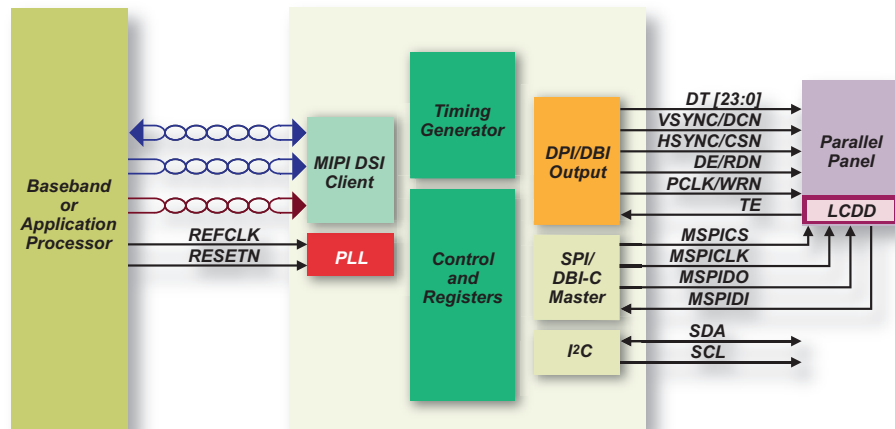 Baseband
or
Application
Processor
REFCLK
RESETN
MIPI DSI
Client
PLL
Timing
Generator
Control
and
Registers
DPI/DBI
Output
SPI/
DBI-C
Master
I²C
DT [23:0]
VSYNC/DCN
HSYNC/CSN
DE/RDN
PCLK/WRN
TE
MSPICS
MSPICLK
MSPIDO
MSPIDI
SDA
SCL
Parallel
Panel
LCDD